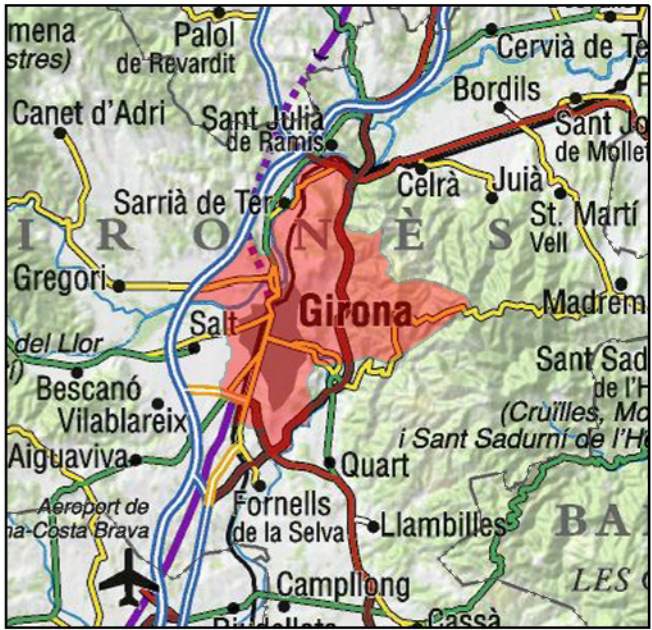 mena
stres)
Palol
de Revardit
Cervià de Te
Bordils
F
Canet d'Adri
Sant Julià
de Ramis
Sant Jo
de Mollet
Celrà
Juià
Sarrià de Ter
St. Martí
Vell
I R O N È S
Gregori
Girona
Madrem
Salt
del Llor
í)
Sant Sad
de l'H
Bescanó
Vilablareix
(Cruïlles, Mo
i Sant Sadurní de l'He
Aiguaviva
Quart
Aeroport de
na-Costa Brava
Fornells
de la Selva
Llambilles
BA
LES
Campllong
Cassà